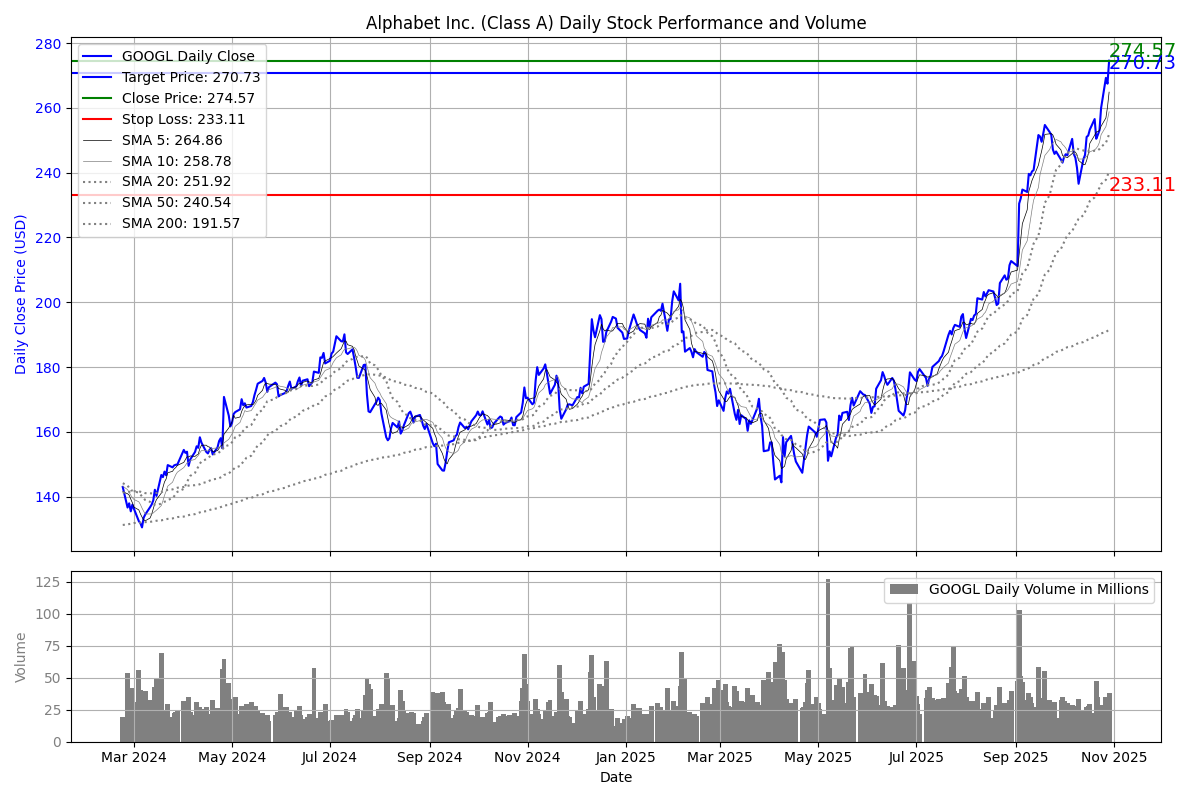 Alphabet Inc. (Class A) Daily Stock Performance and Volume
280
260
240
220
200
180
160
140
Daily Close Price (USD)
GOOGL Daily Close
Target Price: 270.73
Close Price: 274.57
Stop Loss: 233.11
SMA 5: 264.86
SMA 10: 258.78
SMA 20: 251.92
SMA 50: 240.54
SMA 200: 191.57
274.57
270.73
233.11
125
100
75
50
25
0
Volume
GOOGL Daily Volume in Millions
Mar 2024 May 2024 Jul 2024 Sep 2024 Nov 2024 Jan 2025 Mar 2025 May 2025 Jul 2025 Sep 2025 Nov 2025
Date